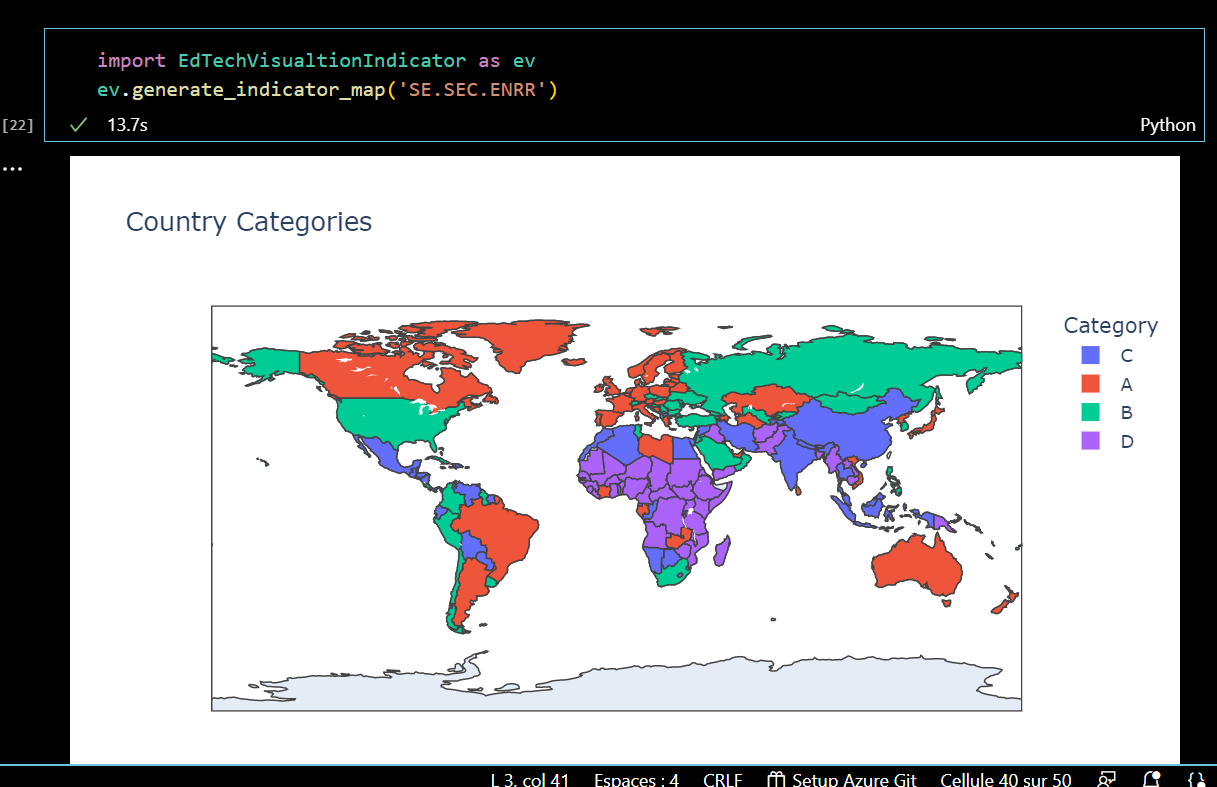 import EdTechVisualtionIndicator as ev
ev.generate_indicator_map('SE.SEC.ENRR')
[22]
13.7s
Python
...
Country Categories
Category
C
A
B
D
L 3, col 41 Espaces : 4 CRLF Setup Azure Git Cellule 40 sur 50